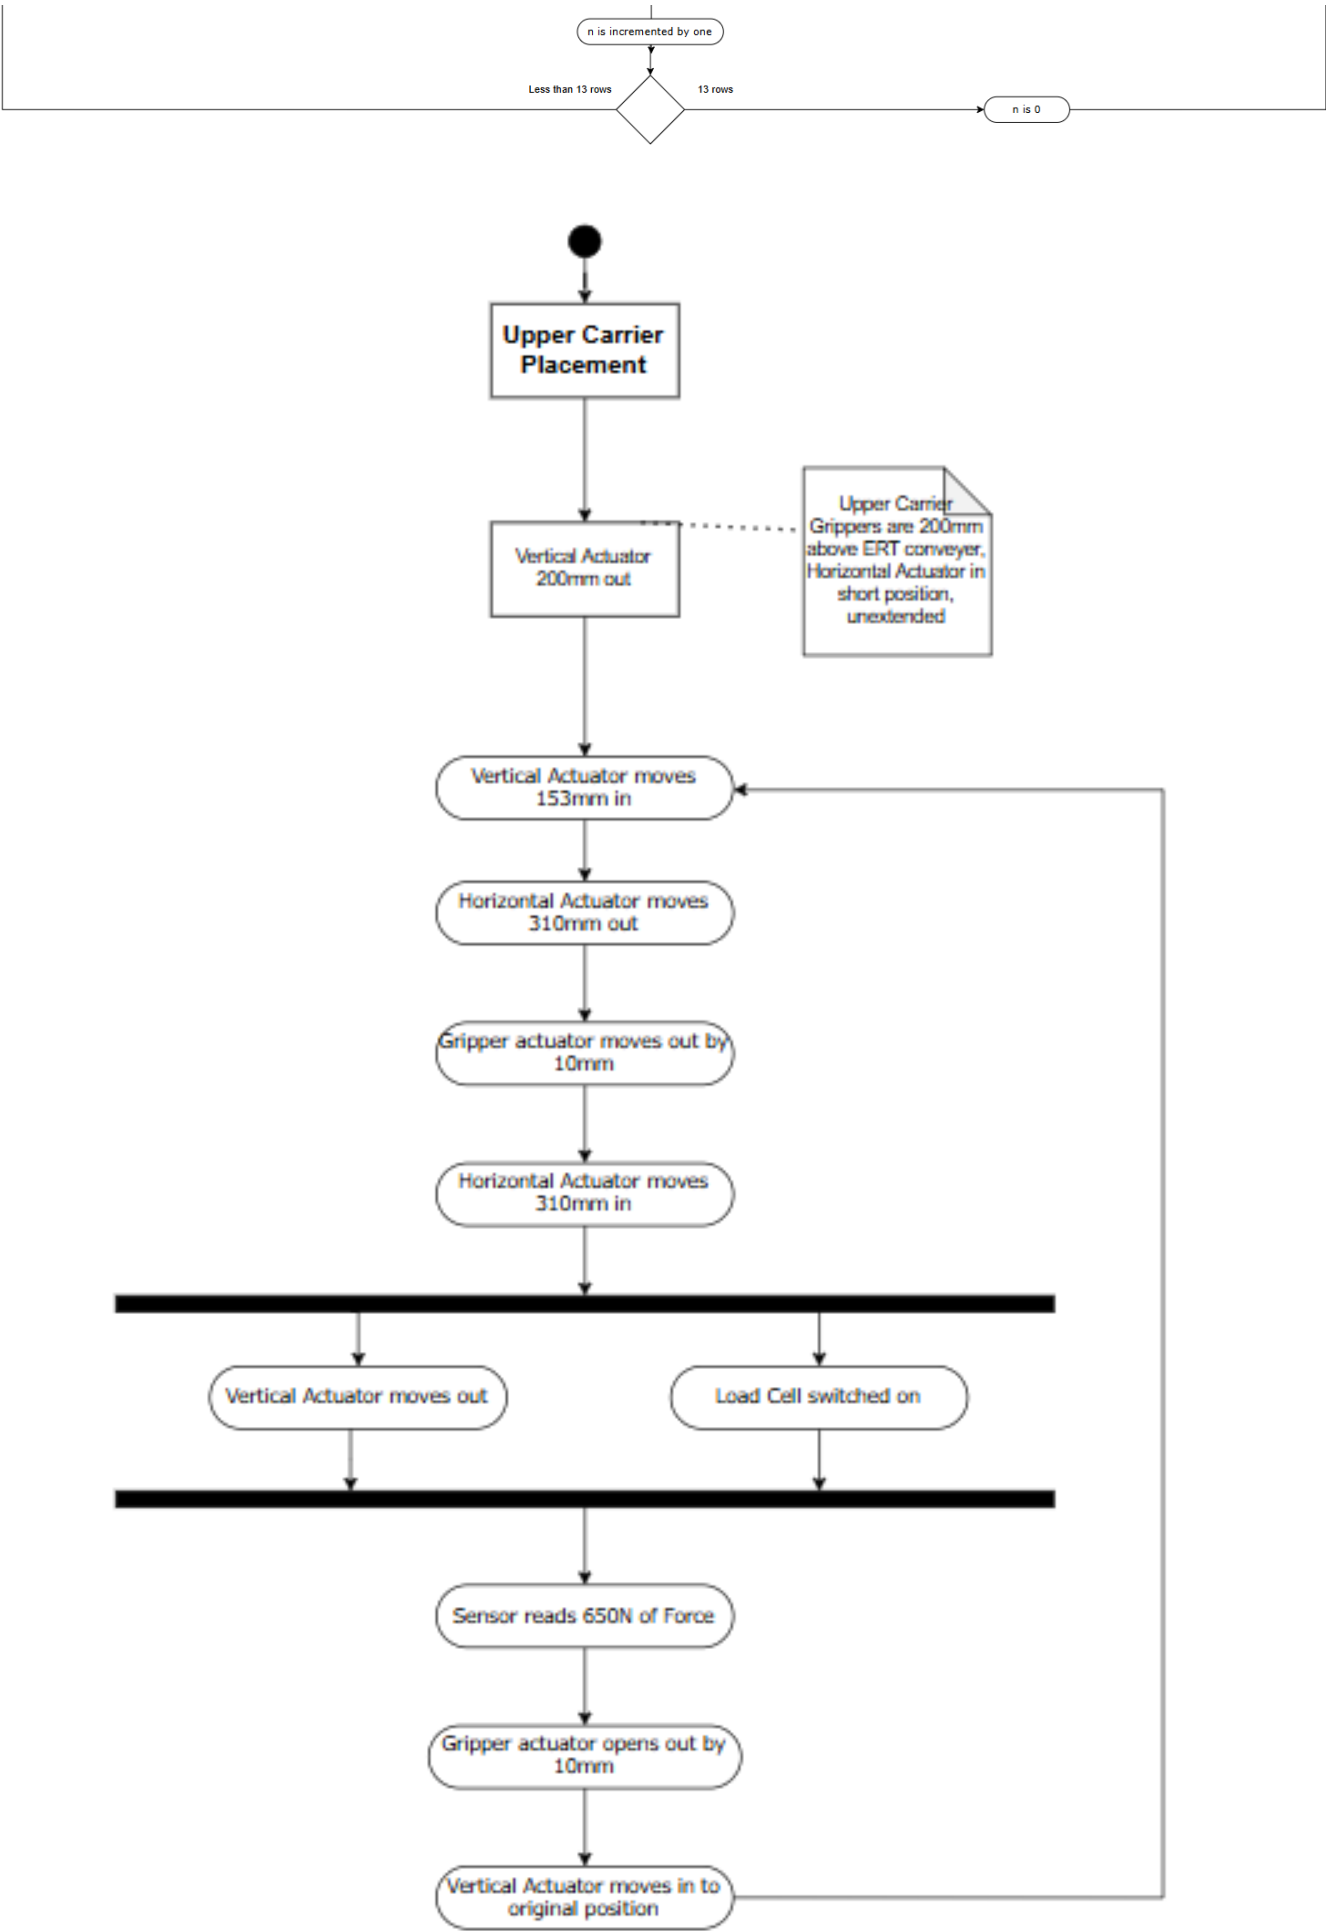 n is incremented by one
Less than 13 rows
13 rows
n is 0
Upper Carrier
Placement
Vertical Actuator
200mm out
Upper Carrier
Grippers are 200mm
above ERT conveyer,
Horizontal Actuator in
short position,
unextended
Vertical Actuator moves
153mm in
Horizontal Actuator moves
310mm out
Gripper actuator moves out by
10mm
Horizontal Actuator moves
310mm in
Vertical Actuator moves out
Load Cell switched on
Sensor reads 650N of Force
Gripper actuator opens out by
10mm
Vertical Actuator moves in to
original position